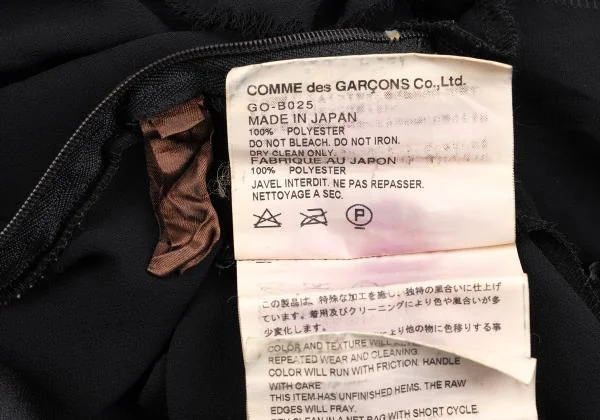 COMME des GARÇONS Co.,Ltd.
GO-B025
MADE IN JAPAN
100% POLYESTER
DO NOT BLEACH. DO NOT IRON.
DRY CLEAN ONLY.
FABRIQUE AU JAPON
100% POLYESTER
JAVEL INTERDIT. NE PAS REPASSER.
NETTOYAGE A SEC.
P
この製品は、特殊な加工を施し、独特の風合いに仕上げ
ています。着用及びクリーニングにより色や風合いが多
少変化します。
より他の物に色移りする事
COLOR AND TEXTURE WILL
REPEATED WEAR AND CLEANING.
COLOR WILL RUN WITH FRICTION. HANDLE
WITH CARE
THIS ITEM HAS UNFINISHED HEMS. THE RAW
EDGES WILL FRAY.
DRY CLEAN IN A NET BAG WITH SHORT CYCLE.